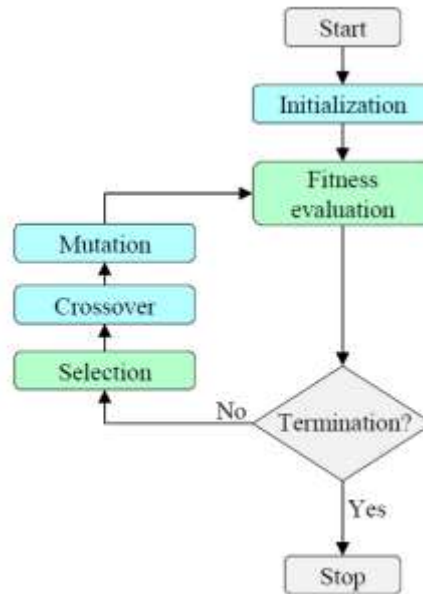 Start
Initialization
Fitness
evaluation
Mutation
Crossover
Selection
No
Termination?
Yes
Stop